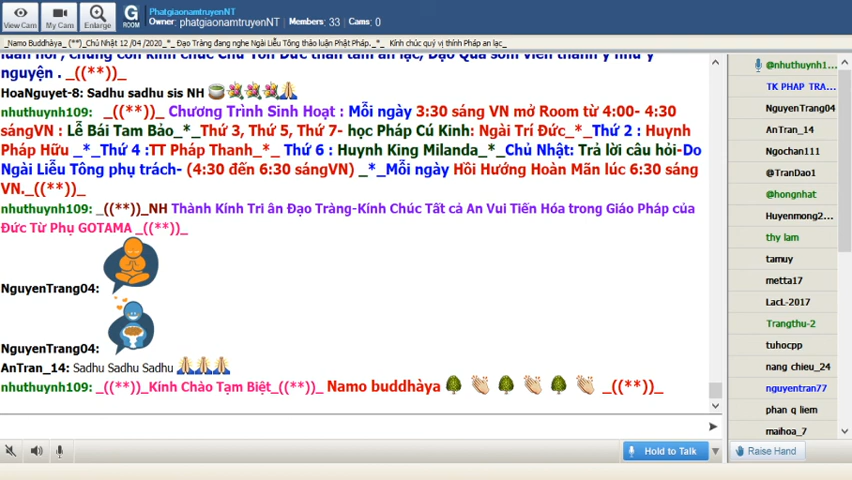 View Cam
My Cam
Enlarge
G
ROOM
PhatgiaonamtruyenNT
Owner: phatgiaonamtruyenNT Members: 33 Cams: 0
_Namo Buddhàya_ (**)_Chủ Nhật 12 /04 /2020_*_ Đạo Tràng đang nghe Ngài Liễu Tông thảo luận Phật Pháp._*_ Kính chúc quý vị thính Pháp an lạc_
nguyện . _((**))_
HoaNguyet-8: Sadhu sadhu sis NH
nhuthuynh109: _((**))_ Chương Trình Sinh Hoạt : Mỗi ngày 3:30 sáng VN mở Room từ 4:00- 4:30
sángVN : Lễ Bái Tam Bảo_*_Thứ 3, Thứ 5, Thứ 7- học Pháp Cú Kinh: Ngài Trí Đức_*_Thứ 2 : Huynh
Pháp Hữu _*_Thứ 4 :TT Pháp Thanh_*_ Thứ 6 : Huynh King Milanda_*_Chủ Nhật: Trả lời câu hỏi-Do
Ngài Liễu Tông phụ trách- (4:30 đến 6:30 sángVN) _*_Mỗi ngày Hồi Hướng Hoàn Mãn lúc 6:30 sáng
VN._((**))_
nhuthuynh109: _((**))_NH Thành Kính Tri ân Đạo Tràng-Kính Chúc Tất cả An Vui Tiến Hóa trong Giáo Pháp của
Đức Từ Phụ GOTAMA _((**))_
NguyenTrang04:
NguyenTrang04:
AnTran_14: Sadhu Sadhu Sadhu
nhuthuynh109: _((**))_Kính Chào Tạm Biệt_((**))_ Namo buddhàya _((**))_
@nhuthuynh1...
TK PHAP TRA...
NguyenTrang04
AnTran_14
Ngochan111
@TranDao1
@hongnhat
Huyenmong2...
thy lam
tamuy
metta17
LacL-2017
Trangthu-2
tuhocpp
nang chieu_24
nguyentran77
phan q liem
maihoa_7
Hold to Talk
Raise Hand